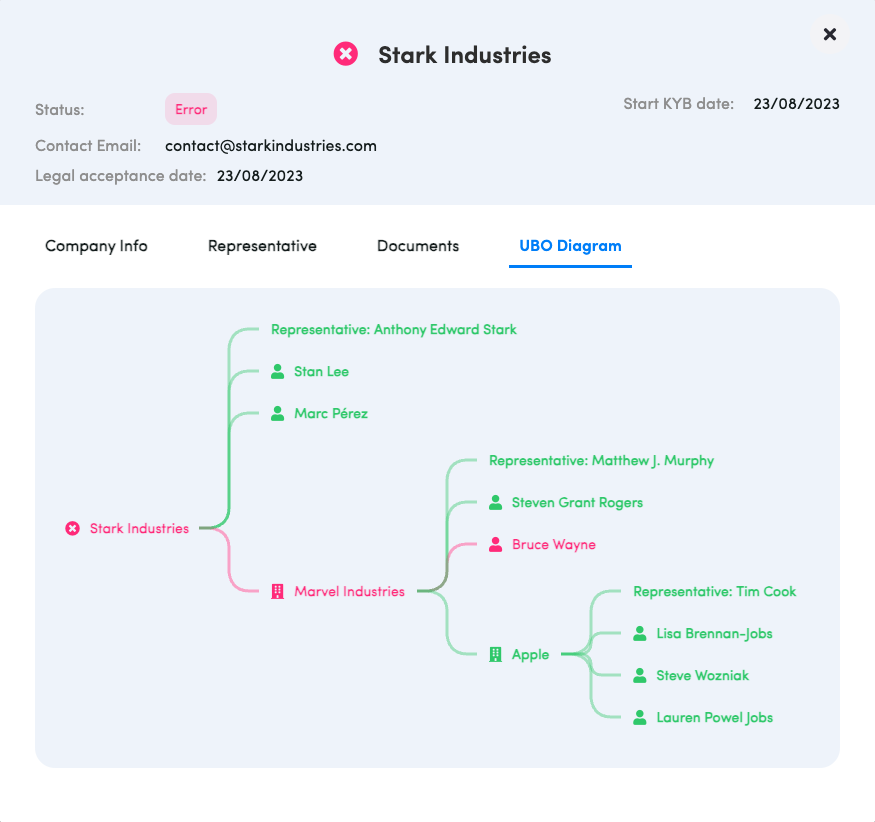 Stark Industries
Status: Error
Start KYB date: 23/08/2023
Contact Email: contact@starkindustries.com
Legal acceptance date: 23/08/2023
Company Info
Representative
Documents
UBO Diagram
Representative: Anthony Edward Stark
Stan Lee
Marc Pérez
Representative: Matthew J. Murphy
Steven Grant Rogers
Stark Industries
Bruce Wayne
Marvel Industries
Representative: Tim Cook
Lisa Brennan-Jobs
Apple
Steve Wozniak
Lauren Powel Jobs